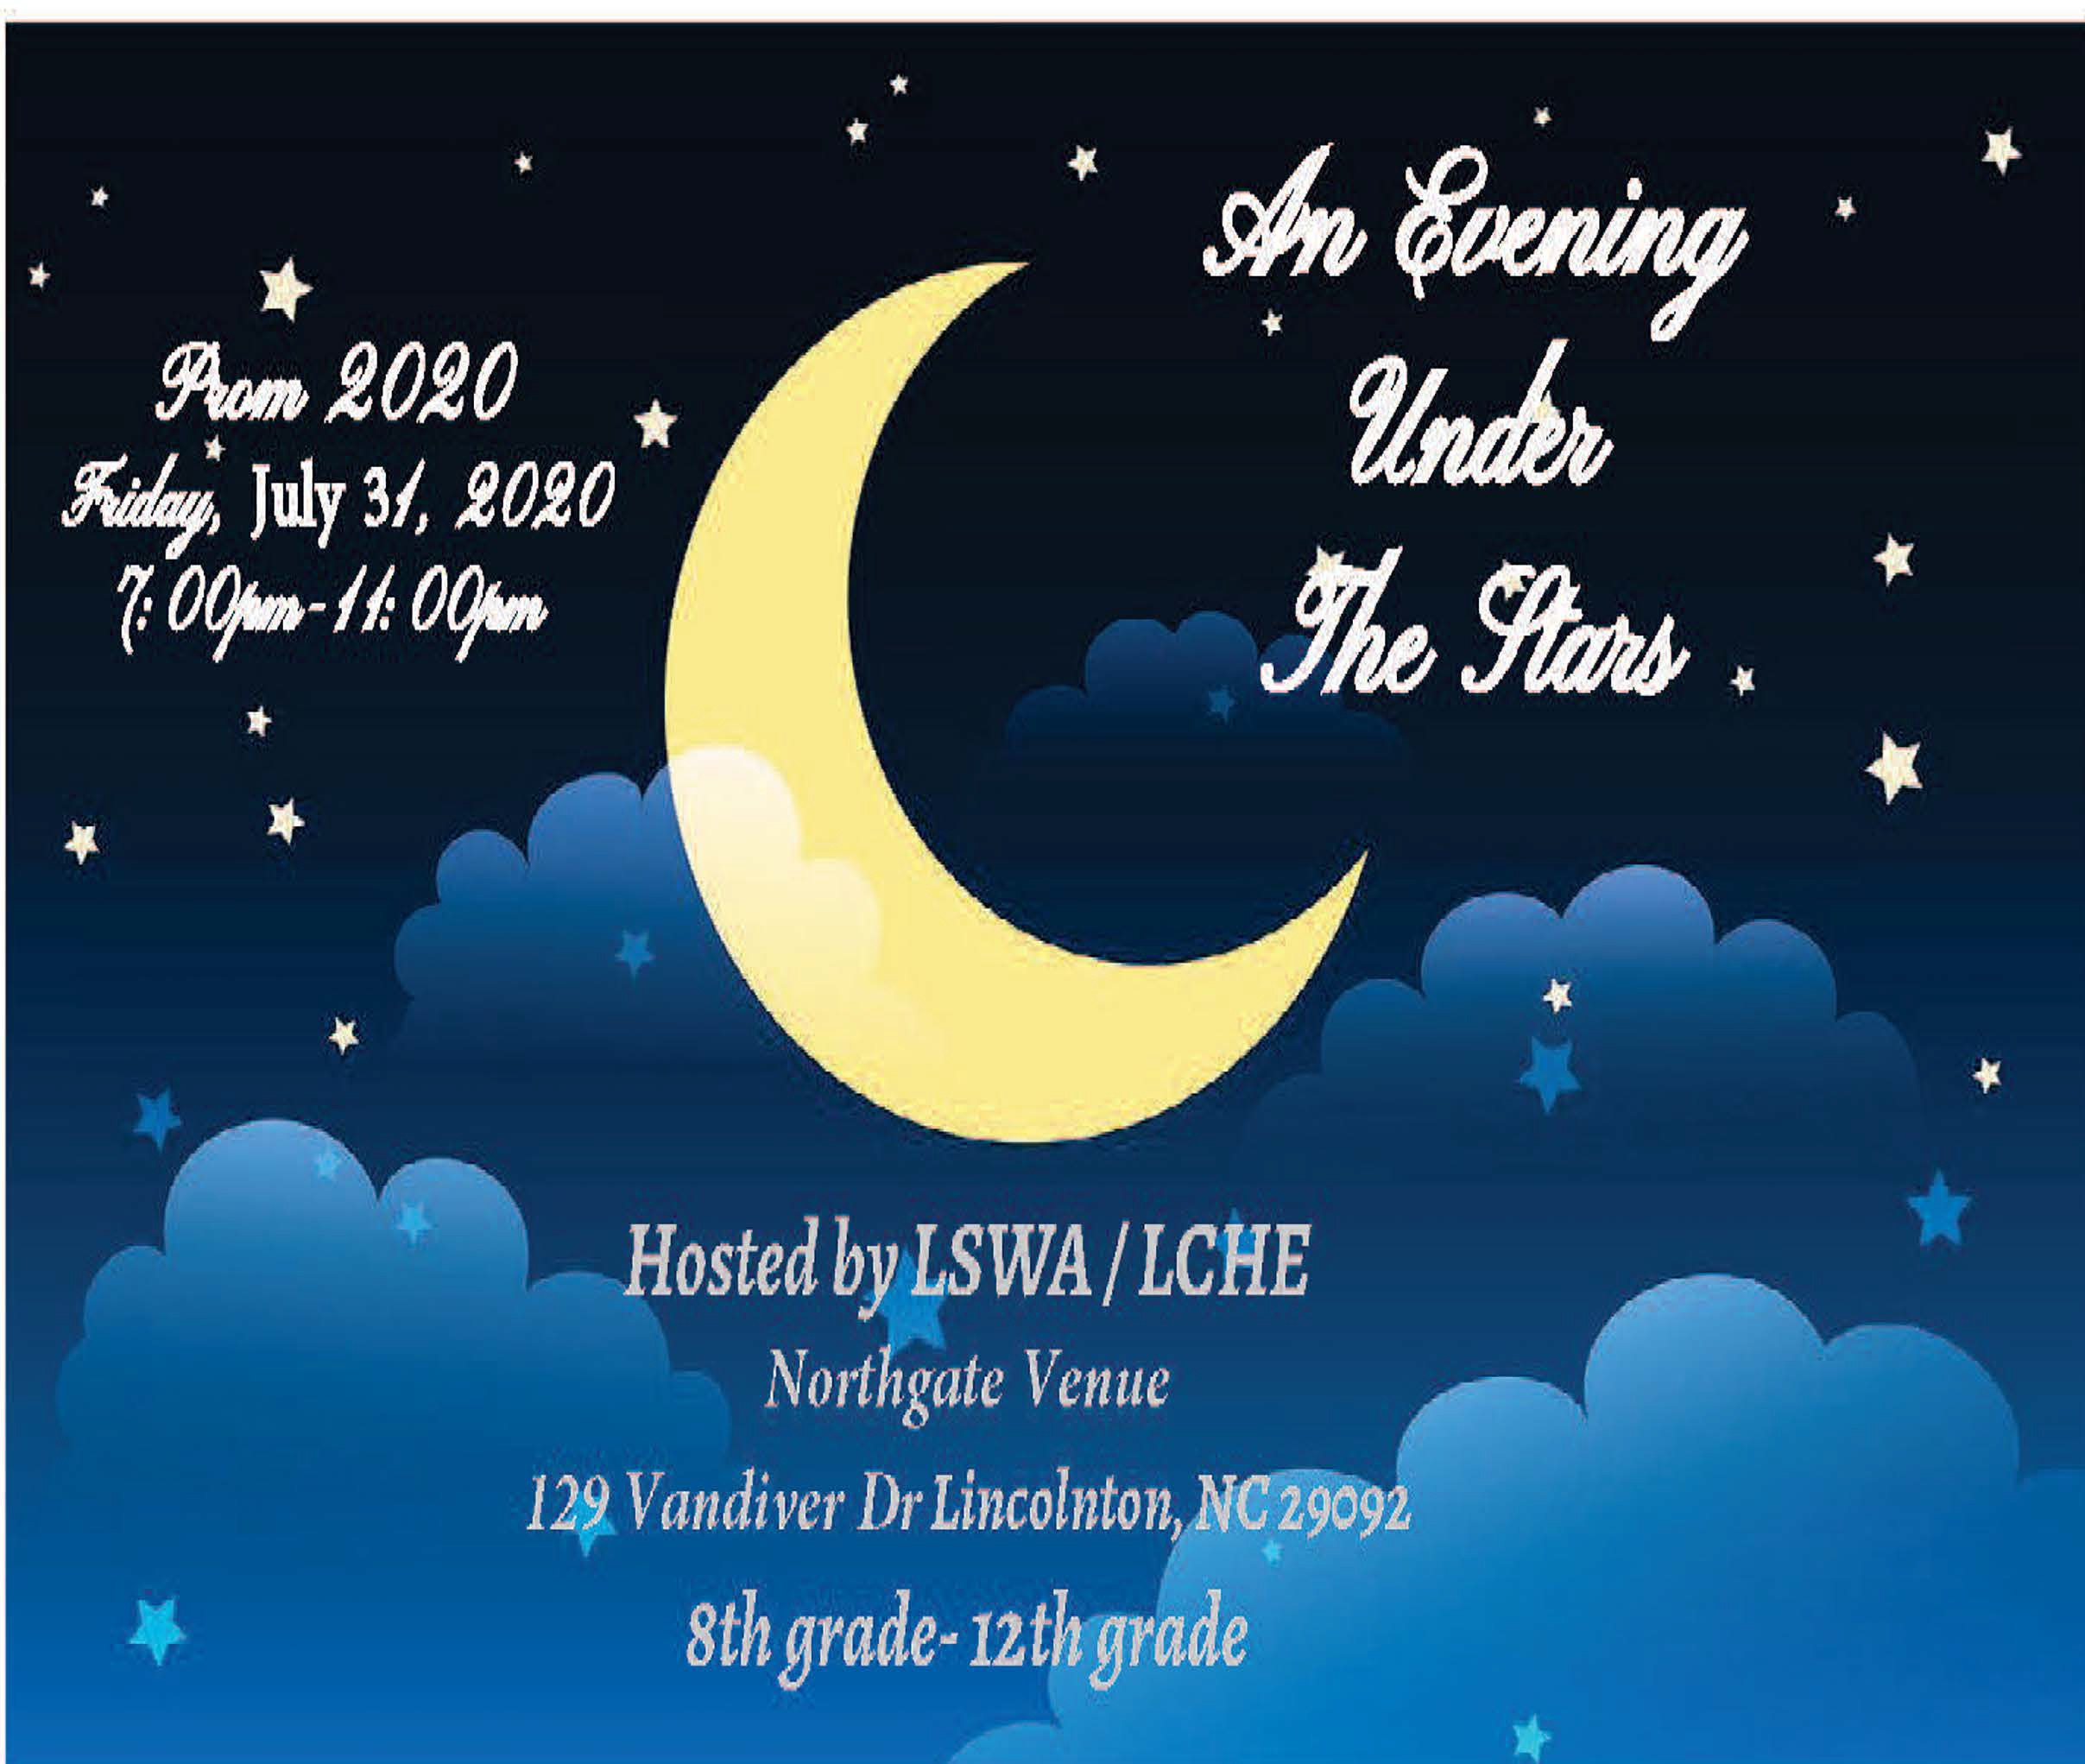 An Evening
Under
The Stars
Prom 2020
Friday, July 31, 2020
7:00pm-11:00pm
Hosted by LSWA / LCHE
Northgate Venue
129 Vandiver Dr Lincolnton, NC 29092
8th grade- 12th grade